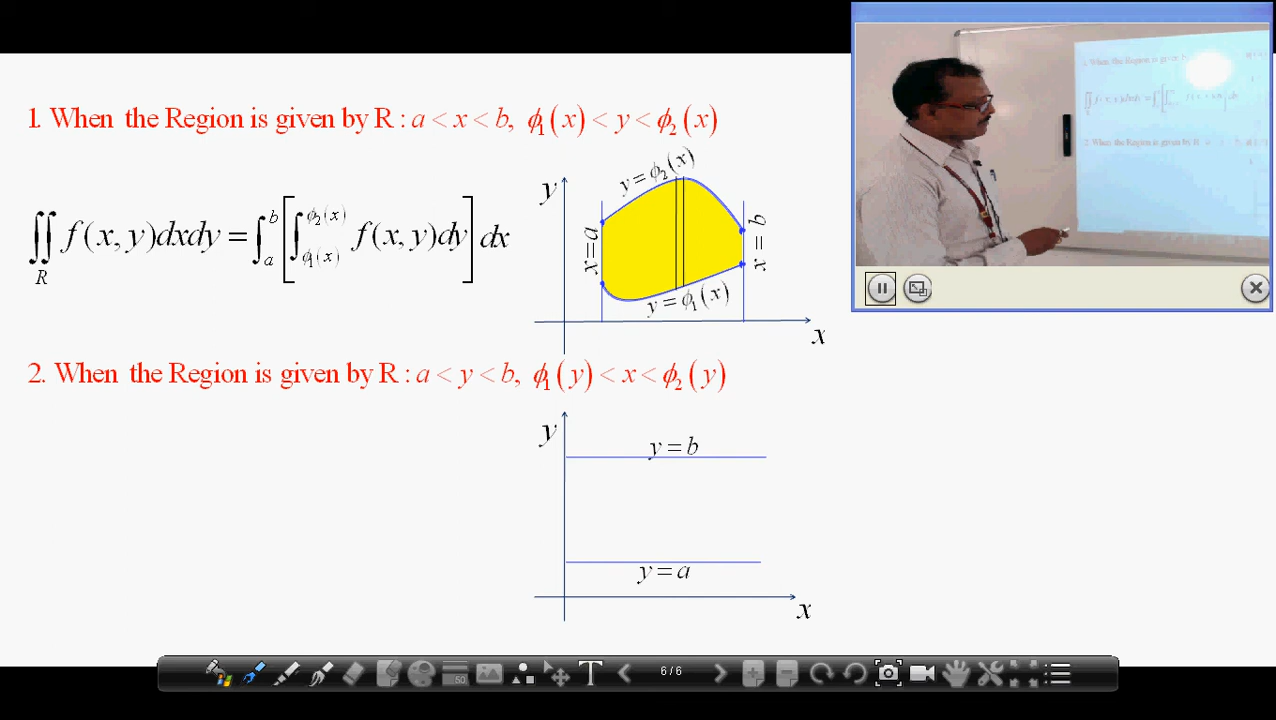 1. When the Region is given by R : a < x < b, ϕ₁(x) < y < ϕ₂(x)
∬_R f(x, y)dxdy = ∫_a^b [∫_{ϕ₁(x)}^{ϕ₂(x)} f(x, y)dy] dx
y
y = ϕ₂(x)
x = a
x = b
y = ϕ₁(x)
x
2. When the Region is given by R : a < y < b, ϕ₁(y) < x < ϕ₂(y)
y
y = b
y = a
x
50
T
6/6